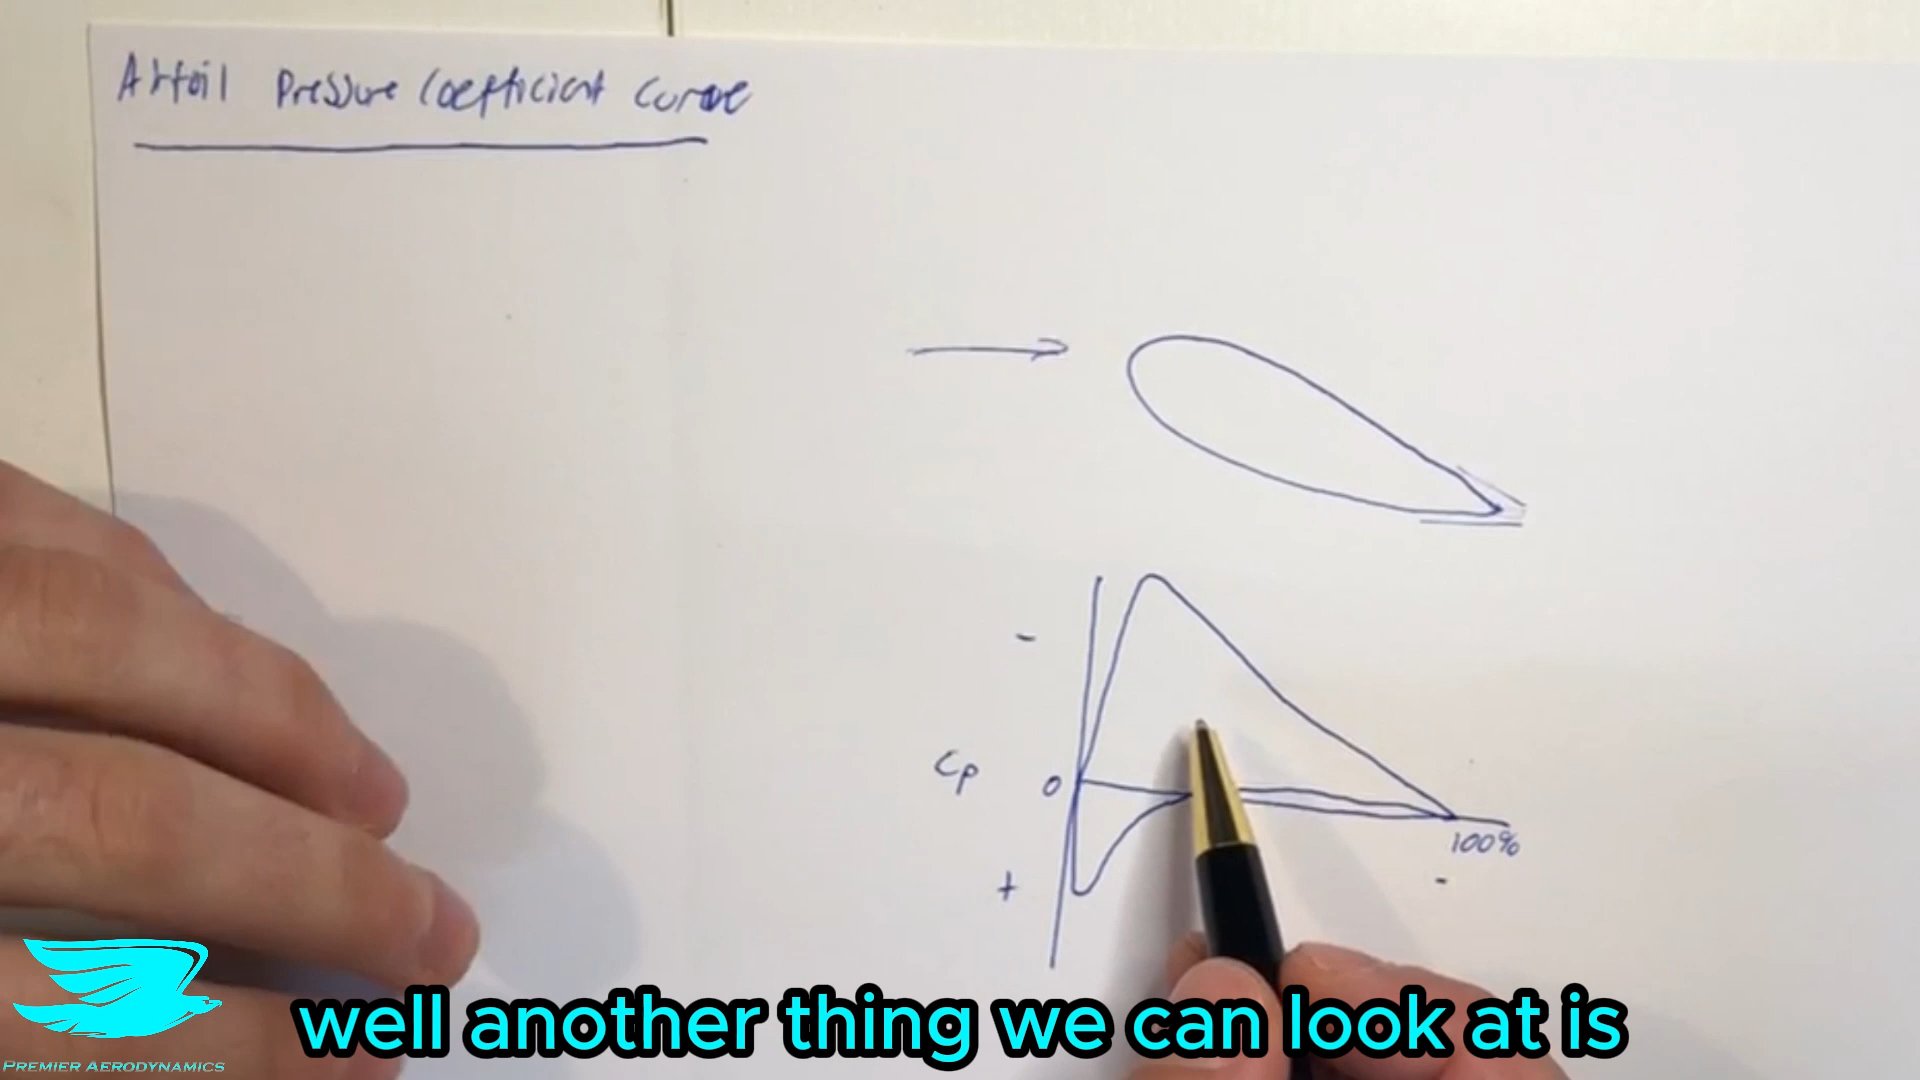 Airfoil Pressure Coefficient Curve
-
Cp
0
100%
+
PREMIER AERODYNAMICS
well another thing we can look at is